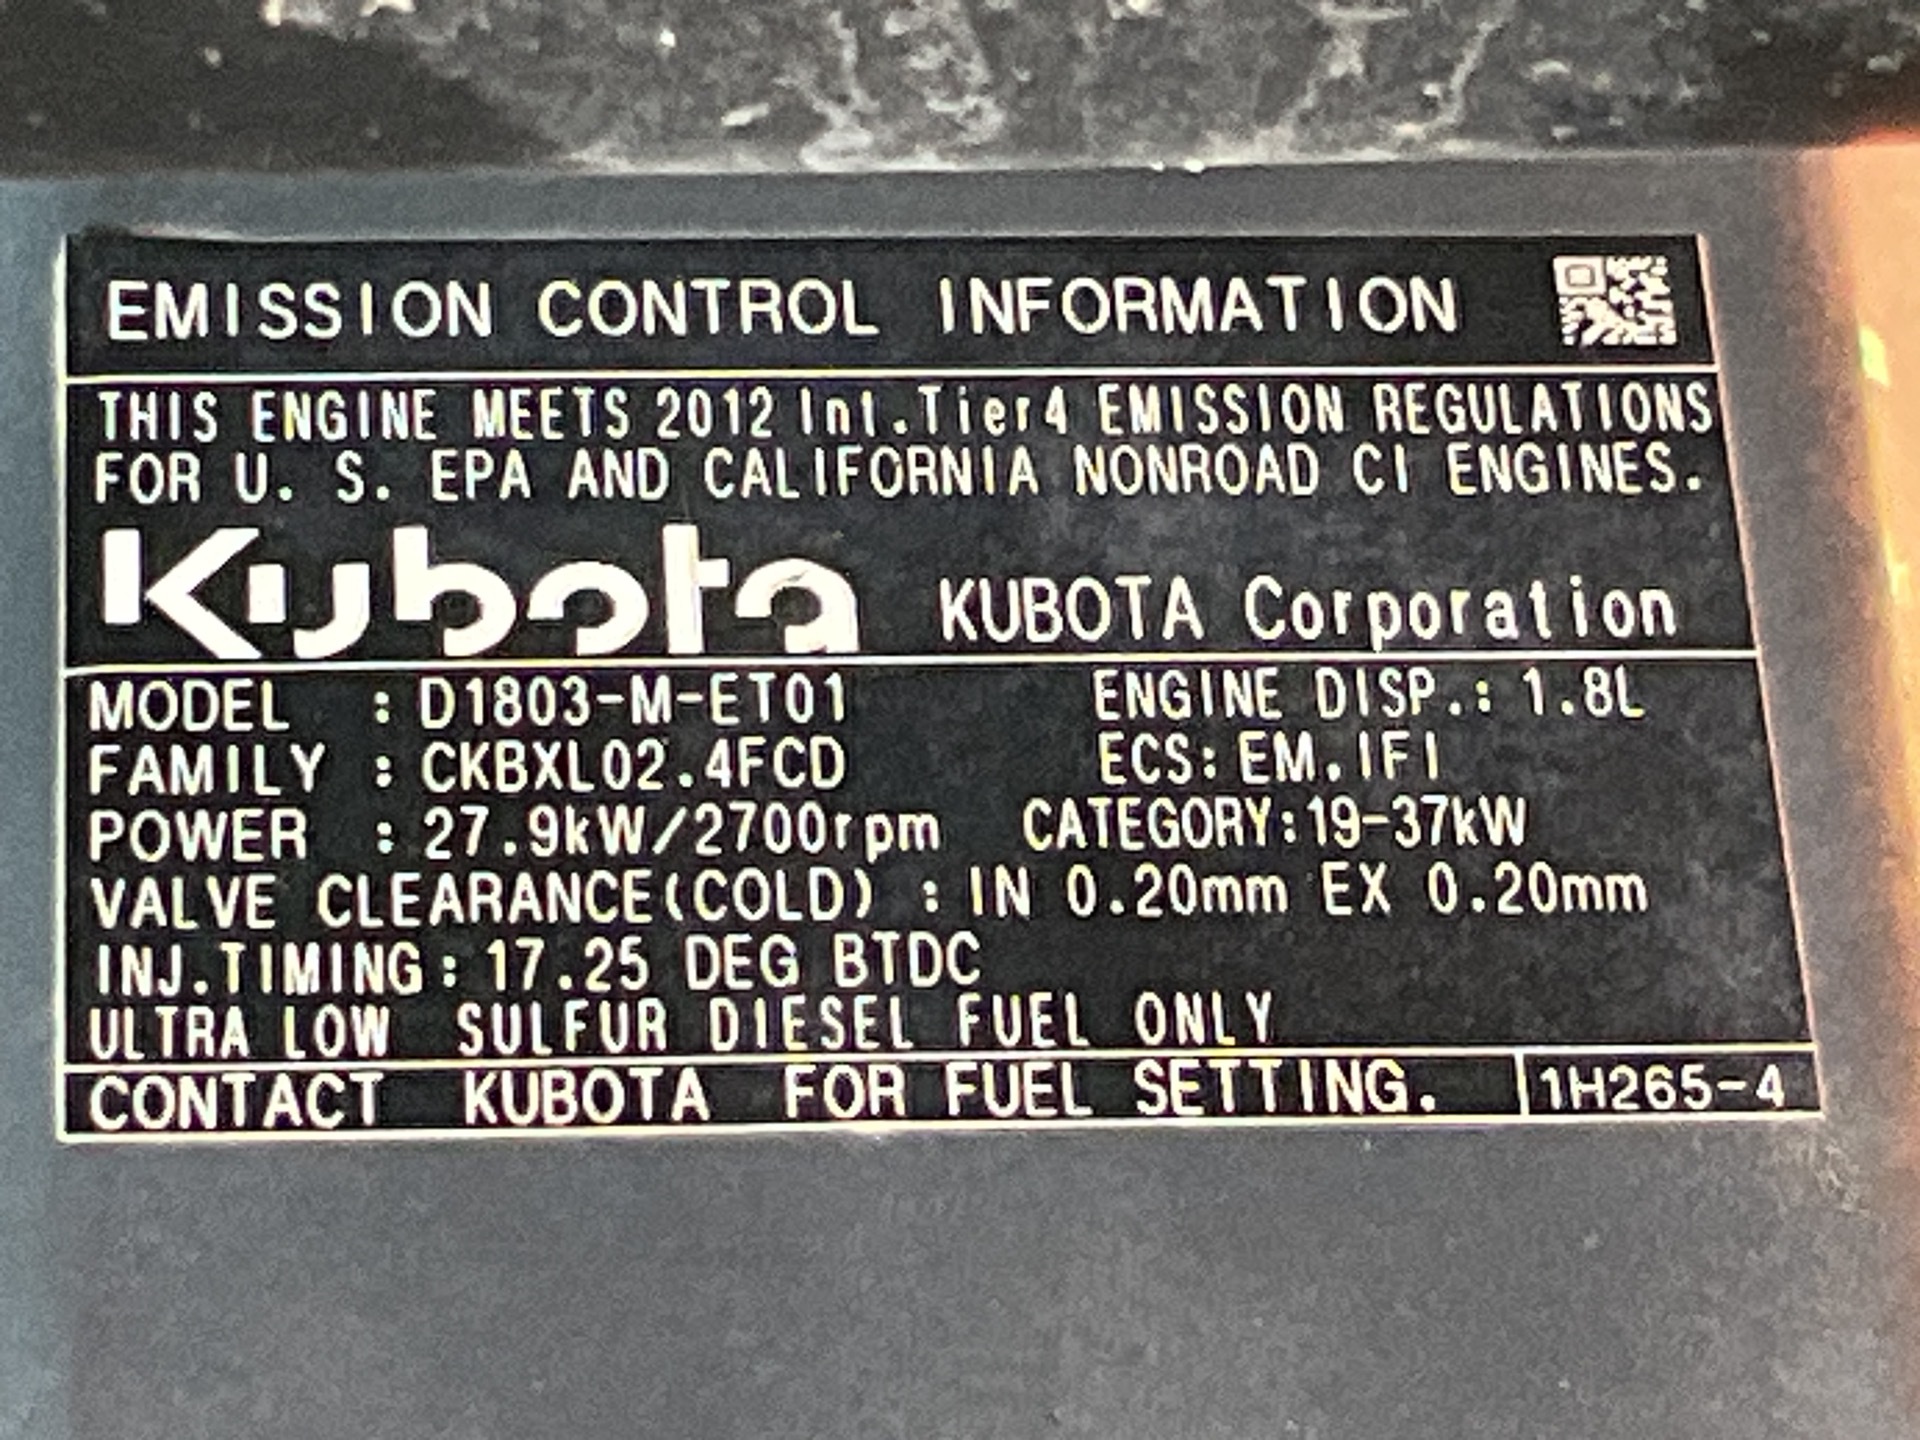 EMISSION CONTROL INFORMATION
THIS ENGINE MEETS 2012 Int.Tier4 EMISSION REGULATIONS
FOR U. S. EPA AND CALIFORNIA NONROAD CI ENGINES.
Kubota KUBOTA Corporation
MODEL : D1803-M-ET01 ENGINE DISP.: 1.8L
FAMILY : CKBXL02.4FCD ECS: EM.IFI
POWER : 27.9kW/2700rpm CATEGORY:19-37kW
VALVE CLEARANCE(COLD) : IN 0.20mm EX 0.20mm
INJ.TIMING: 17.25 DEG BTDC
ULTRA LOW SULFUR DIESEL FUEL ONLY
CONTACT KUBOTA FOR FUEL SETTING. 1H265-4